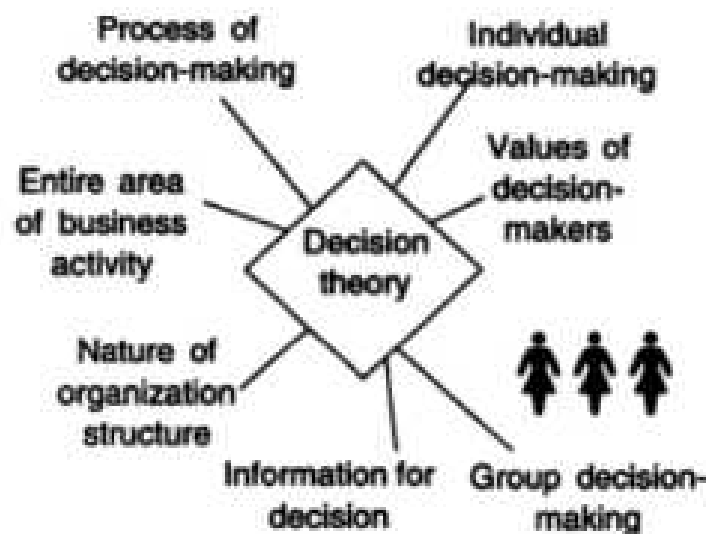 Process of
decision-making
Individual
decision-making
Entire area
of business
activity
Values of
decision-
makers
Decision
theory
Nature of
organization
structure
Information for
decision
Group decision-
making